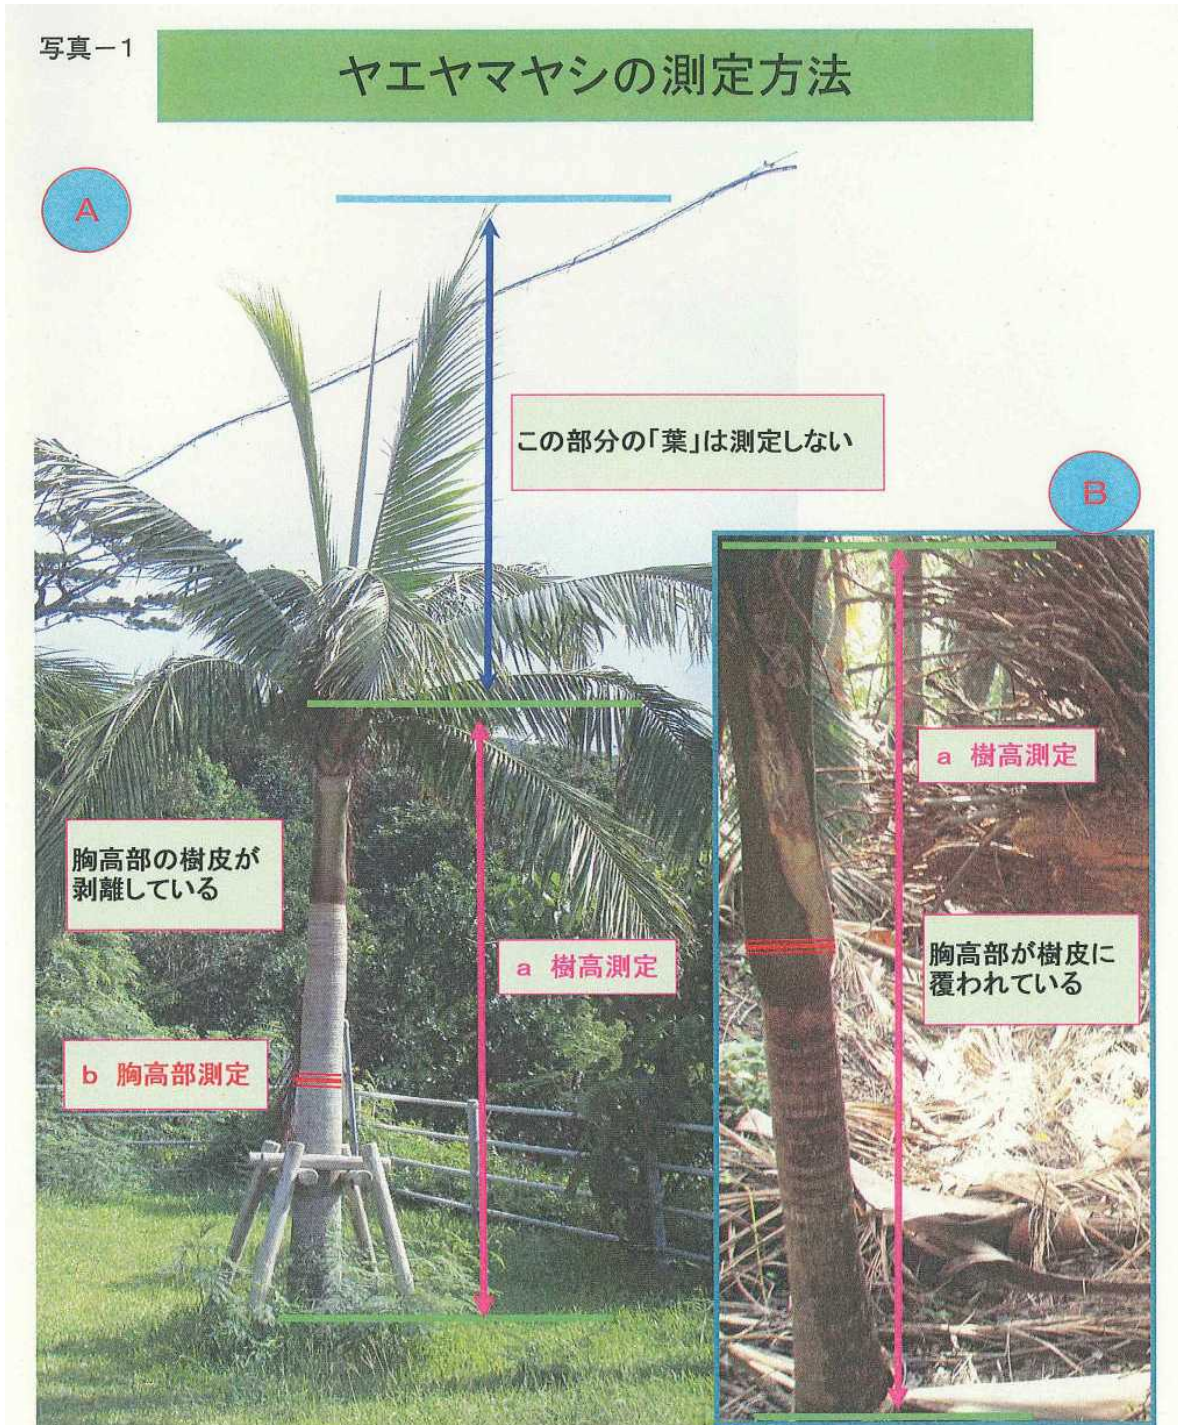 写真－1
ヤエヤマヤシの測定方法
A
この部分の「葉」は測定しない
B
a 樹高測定
胸高部の樹皮が
剥離している
胸高部が樹皮に
覆われている
a 樹高測定
b 胸高部測定